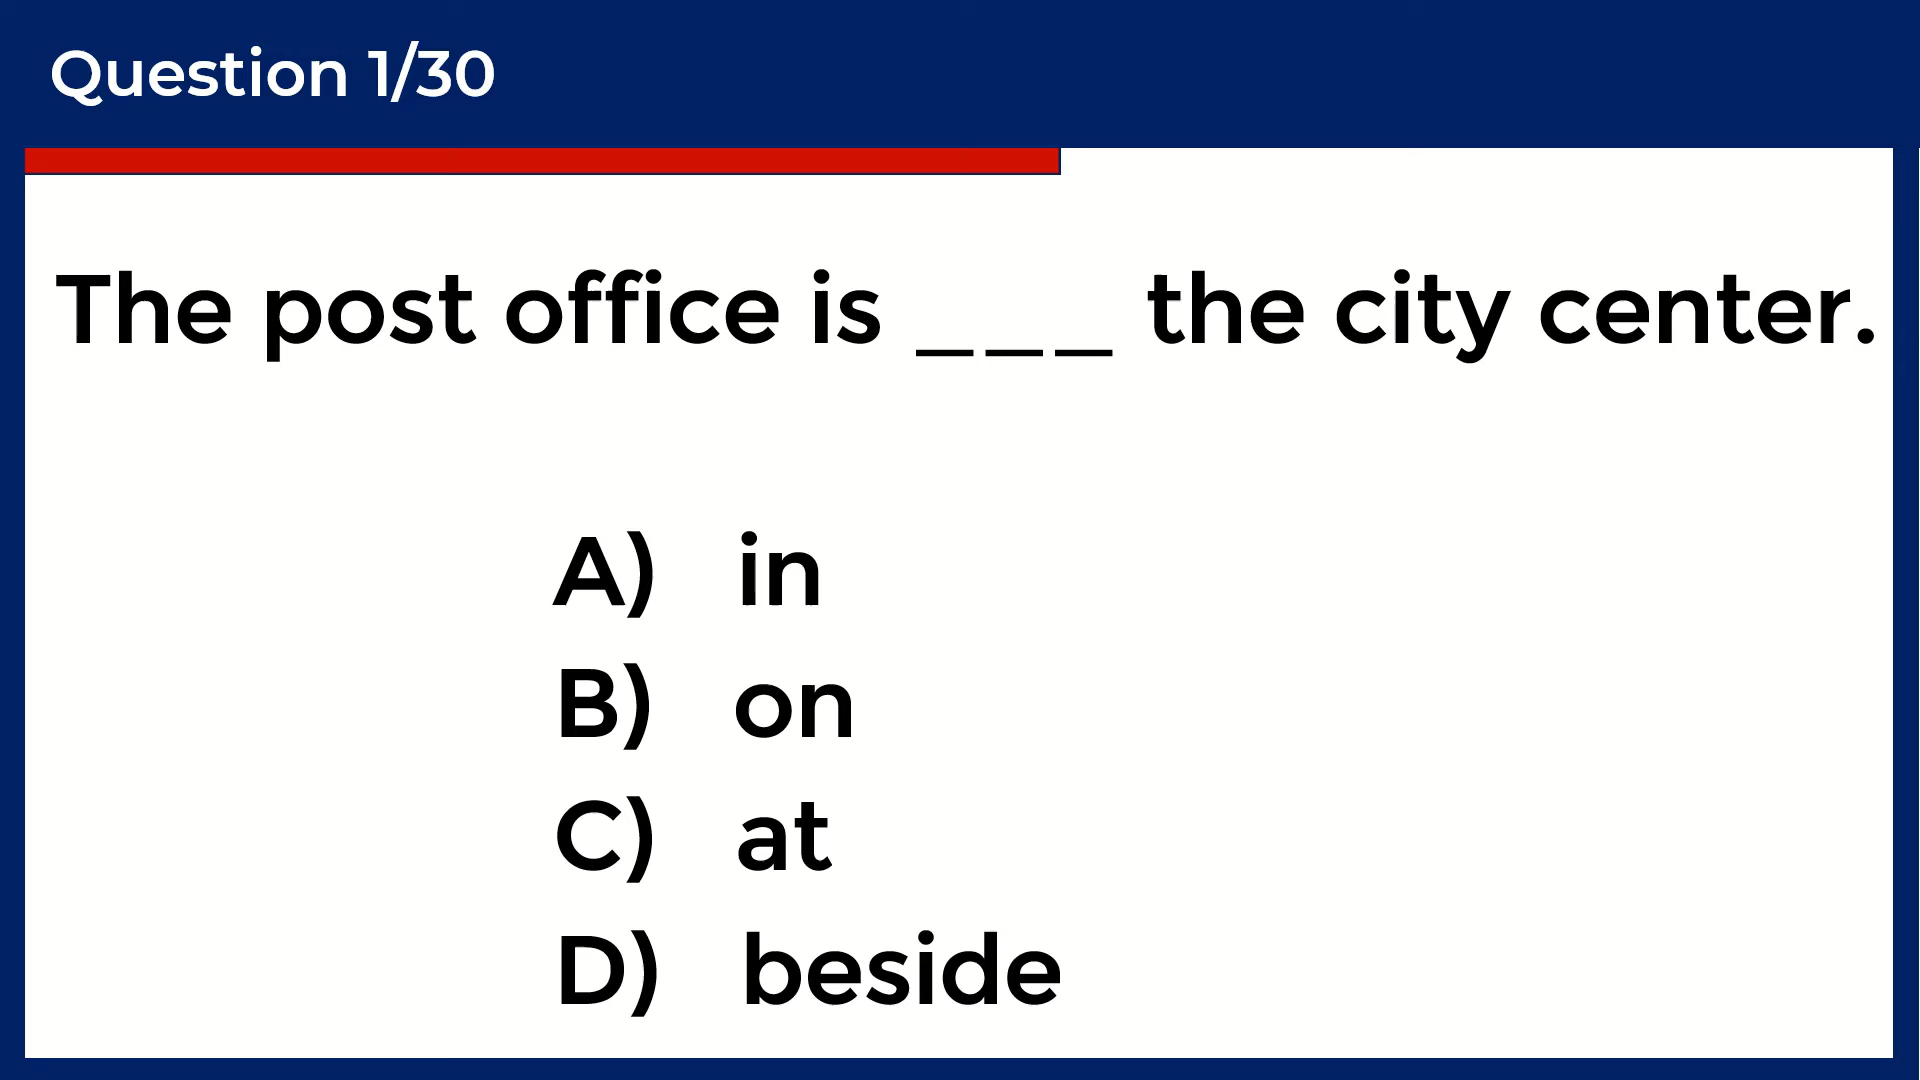 Question 1/30
The post office is ___ the city center.
A) in
B) on
C) at
D) beside